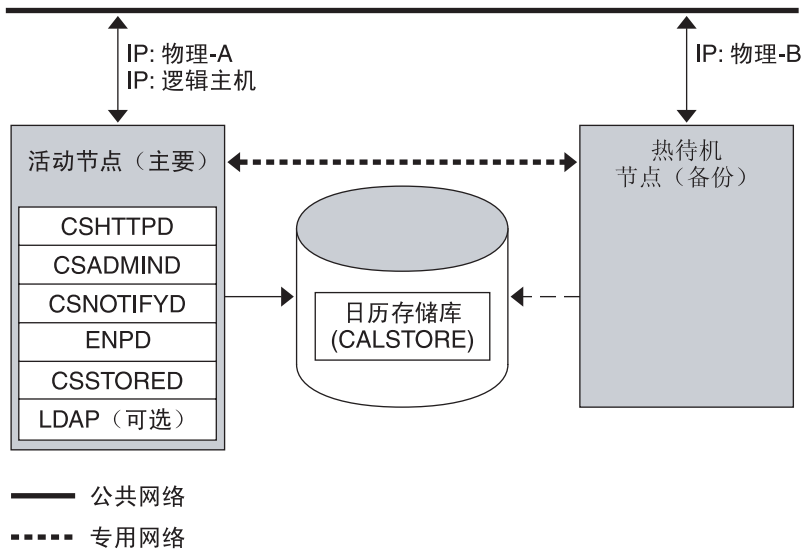 IP: 物理-A
IP: 逻辑主机
IP: 物理-B
活动节点（主要）
热待机
节点（备份）
CSHTTPD
CSADMIND
CSNOTIFYD
ENPD
CSSTORED
LDAP（可选）
日历存储库
(CALSTORE)
公共网络
专用网络